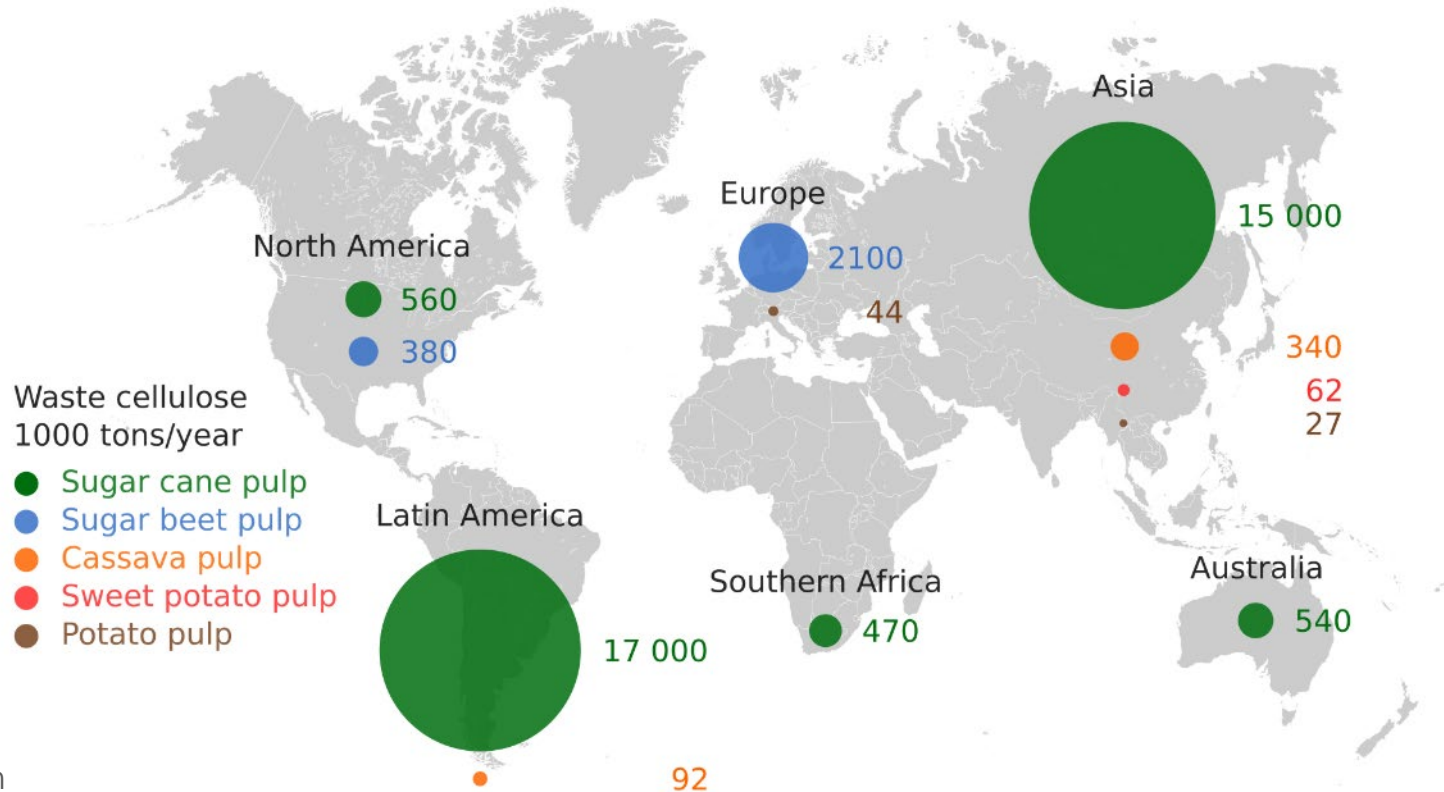 Asia
15 000
340
62
27
Europe
2100
44
North America
560
380
Waste cellulose
1000 tons/year
Sugar cane pulp
Sugar beet pulp
Cassava pulp
Sweet potato pulp
Potato pulp
Latin America
17 000
92
Southern Africa
470
Australia
540